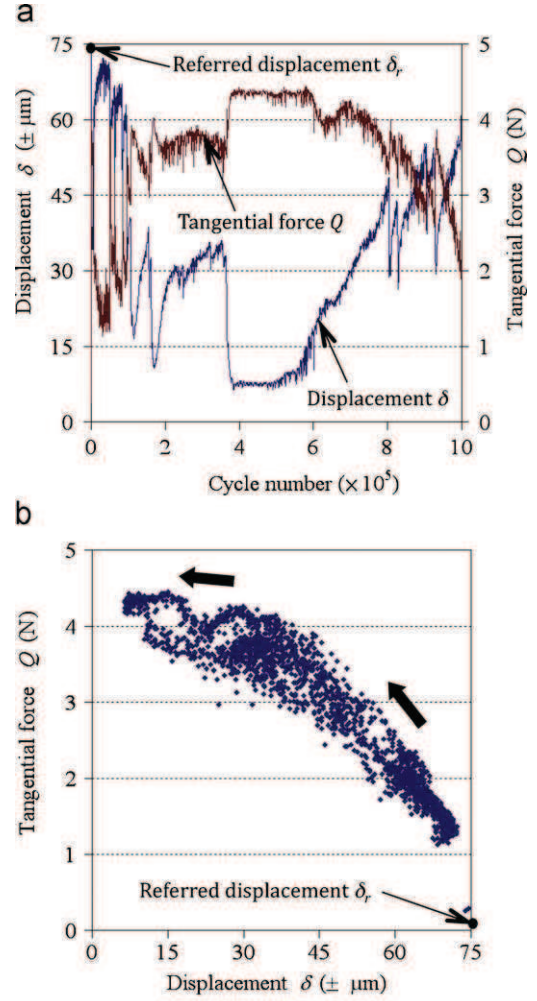 a
75
60
45
30
15
0
Displacement δ (± μm)
5
4
3
2
1
0
Tangential force Q (N)
Referred displacement δr
Tangential force Q
Displacement δ
0 2 4 6 8 10
Cycle number (×10⁵)
b
5
4
3
2
1
0
Tangential force Q (N)
Referred displacement δr
0 15 30 45 60 75
Displacement δ (± μm)